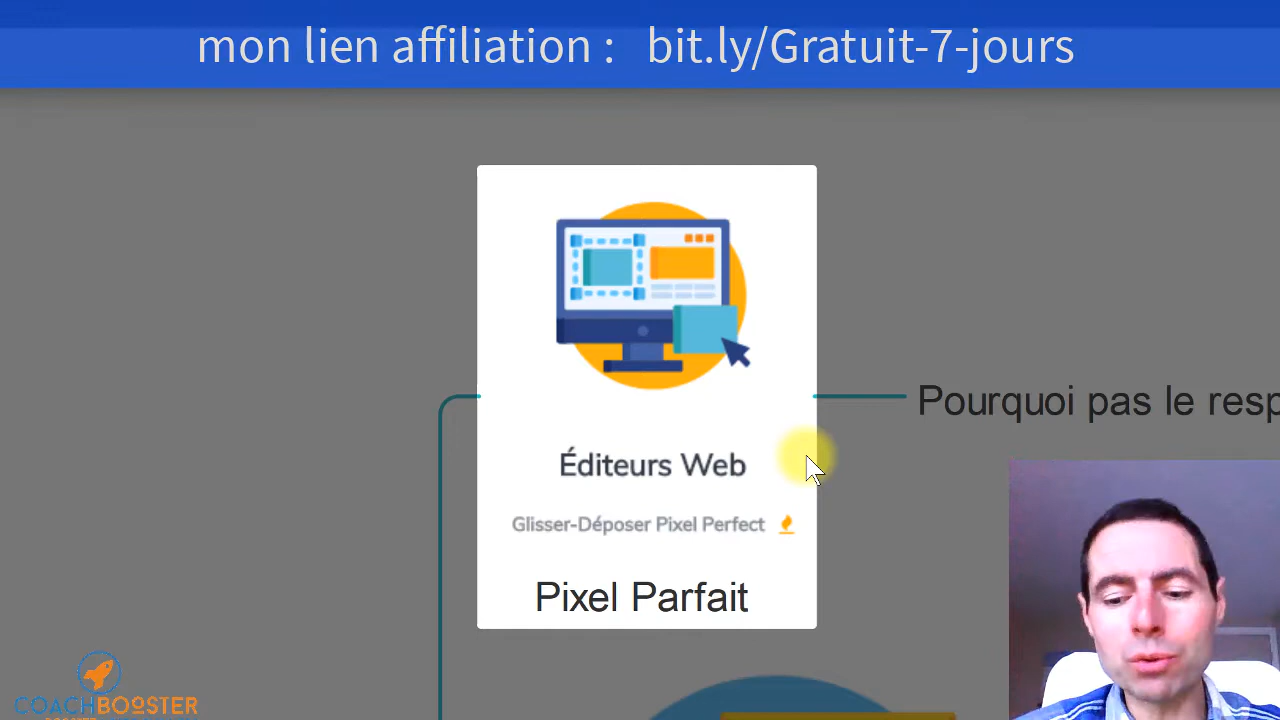 mon lien affiliation : bit.ly/Gratuit-7-jours
Pourquoi pas le resp
Éditeurs Web
Glisser-Déposer Pixel Perfect
Pixel Parfait
COACHBOOSTER